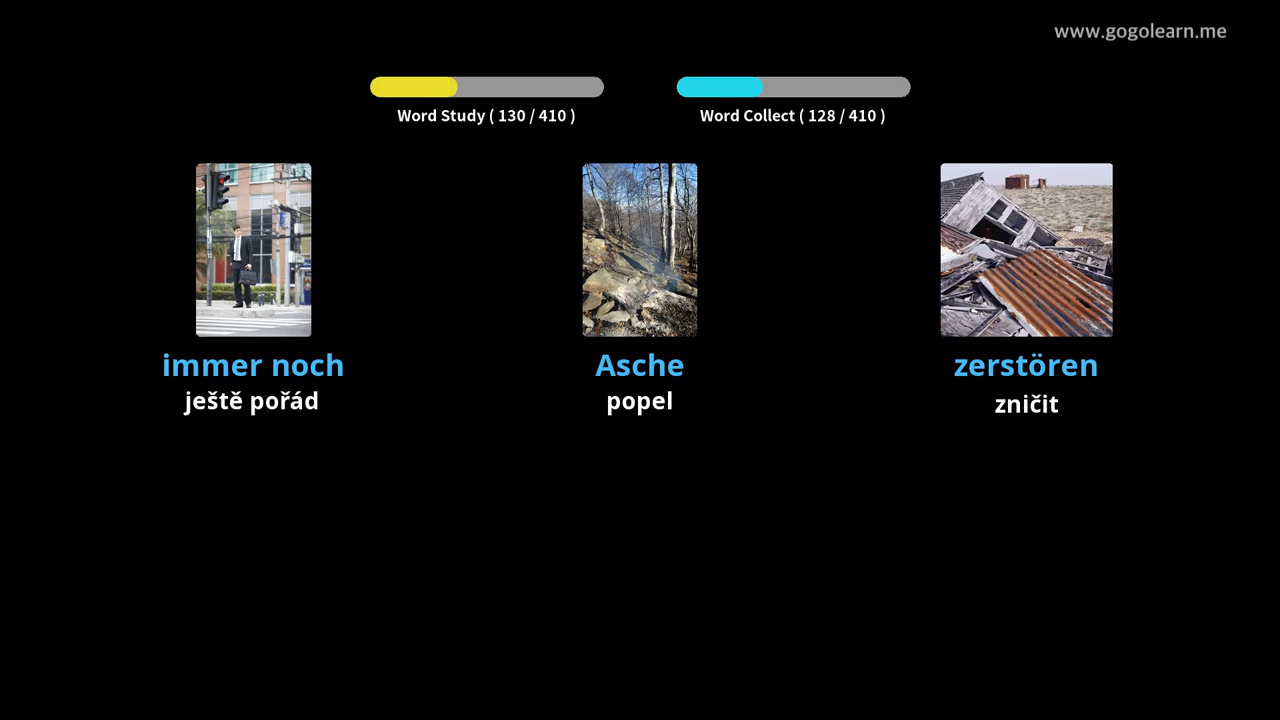 www.gogolearn.me
Word Study ( 130 / 410 )
Word Collect ( 128 / 410 )
immer noch
ještě pořád
Asche
popel
zerstören
zničit